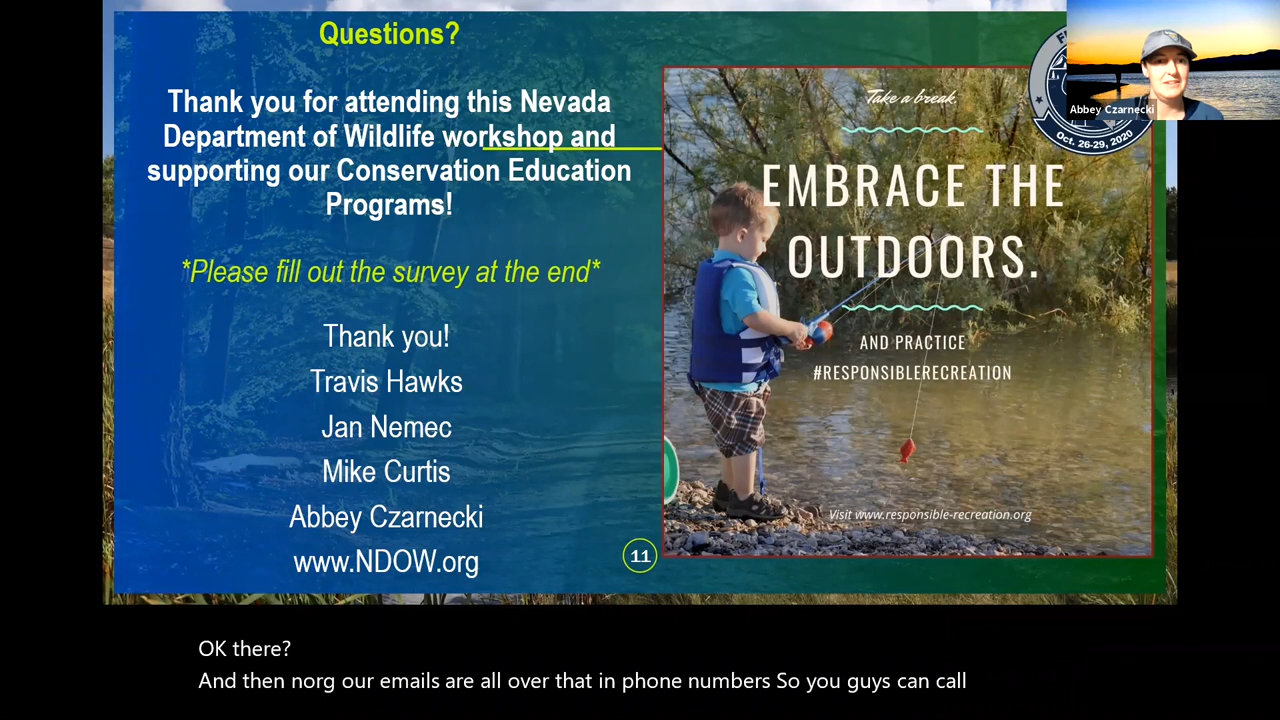 Questions?
Thank you for attending this Nevada
Department of Wildlife workshop and
supporting our Conservation Education
Programs!
*Please fill out the survey at the end*
Thank you!
Travis Hawks
Jan Nemec
Mike Curtis
Abbey Czarnecki
www.NDOW.org
11
Take a break.
EMBRACE THE
OUTDOORS.
AND PRACTICE
#RESPONSIBLERECREATION
Visit www.responsible-recreation.org
Abbey Czarnecki
Oct. 26-29, 2020
OK there?
And then norg our emails are all over that in phone numbers So you guys can call